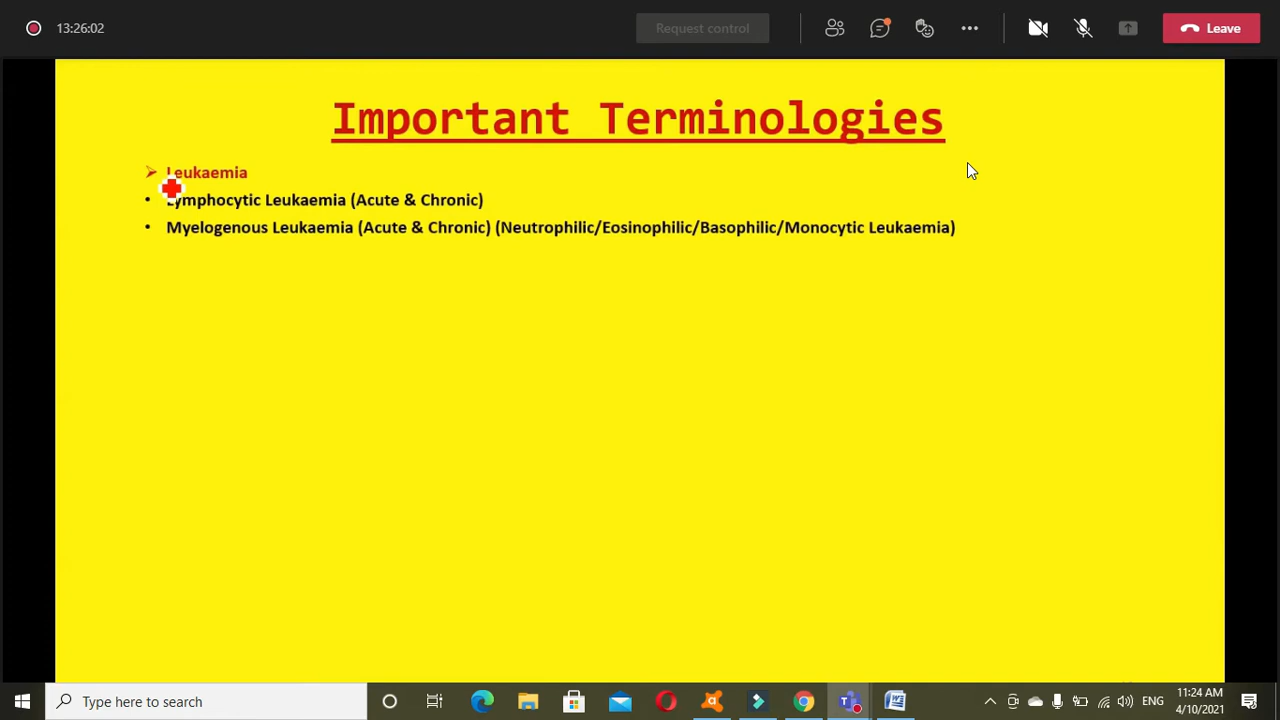 13:26:02
Request control
Leave
Important Terminologies
➢ Leukaemia
• Lymphocytic Leukaemia (Acute & Chronic)
• Myelogenous Leukaemia (Acute & Chronic) (Neutrophilic/Eosinophilic/Basophilic/Monocytic Leukaemia)
Type here to search
ENG
11:24 AM
4/10/2021